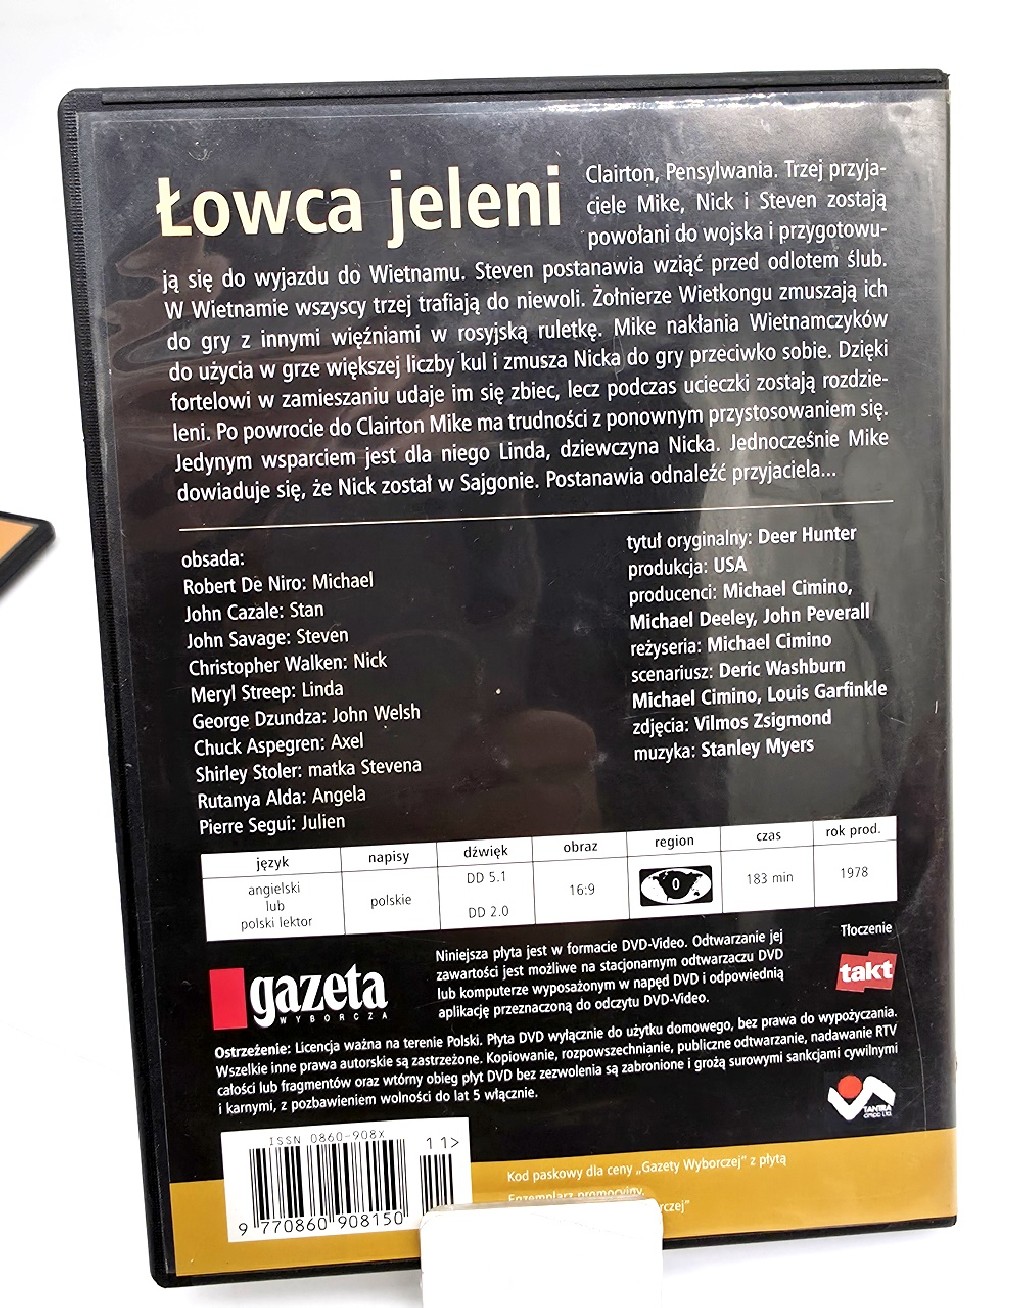 Łowca jeleni
Clairton, Pensylwania. Trzej przyja-
ciele Mike, Nick i Steven zostają
powołani do wojska i przygotowu-
ją się do wyjazdu do Wietnamu. Steven postanawia wziąć przed odlotem ślub.
W Wietnamie wszyscy trzej trafiają do niewoli. Żołnierze Wietkongu zmuszają ich
do gry z innymi więźniami w rosyjską ruletkę. Mike nakłania Wietnamczyków
do użycia w grze większej liczby kul i zmusza Nicka do gry przeciwko sobie. Dzięki
fortelowi w zamieszaniu udaje im się zbiec, lecz podczas ucieczki zostają rozdzie-
leni. Po powrocie do Clairton Mike ma trudności z ponownym przystosowaniem się.
Jedynym wsparciem jest dla niego Linda, dziewczyna Nicka. Jednocześnie Mike
dowiaduje się, że Nick został w Sajgonie. Postanawia odnaleźć przyjaciela...
obsada:
Robert De Niro: Michael
John Cazale: Stan
John Savage: Steven
Christopher Walken: Nick
Meryl Streep: Linda
George Dzundza: John Welsh
Chuck Aspegren: Axel
Shirley Stoler: matka Stevena
Rutanya Alda: Angela
Pierre Segui: Julien
tytuł oryginalny: Deer Hunter
produkcja: USA
producenci: Michael Cimino,
Michael Deeley, John Peverall
reżyseria: Michael Cimino
scenariusz: Deric Washburn
Michael Cimino, Louis Garfinkle
zdjęcia: Vilmos Zsigmond
muzyka: Stanley Myers
język napisy dźwięk obraz region czas rok prod.
angielski
lub
polski lektor
polskie
DD 5.1
DD 2.0
16:9
0
183 min
1978
gazeta
WYBORCZA
Niniejsza płyta jest w formacie DVD-Video. Odtwarzanie jej
zawartości jest możliwe na stacjonarnym odtwarzaczu DVD
lub komputerze wyposażonym w napęd DVD i odpowiednią
aplikację przeznaczoną do odczytu DVD-Video.
Tłoczenie
takt
Ostrzeżenie: Licencja ważna na terenie Polski. Płyta DVD wyłącznie do użytku domowego, bez prawa do wypożyczania.
Wszelkie inne prawa autorskie są zastrzeżone. Kopiowanie, rozpowszechnianie, publiczne odtwarzanie, nadawanie RTV
całości lub fragmentów oraz wtórny obieg płyt DVD bez zezwolenia są zabronione i grożą surowymi sankcjami cywilnymi
i karnymi, z pozbawieniem wolności do lat 5 włącznie.
TANTRA
ISSN 0860-908X
11>
9 770860 908150
Kod paskowy dla ceny „Gazety Wyborczej” z płytą
Egzemplarz promocyjny.
rczej”